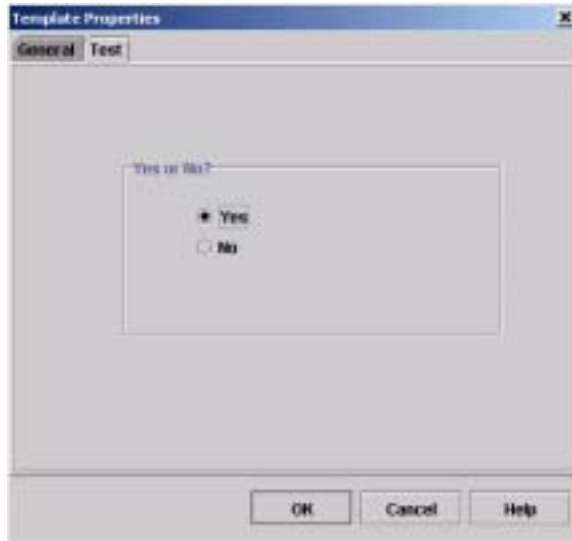 Template Properties
General Test
Yes or No?
Yes
No
OK Cancel Help